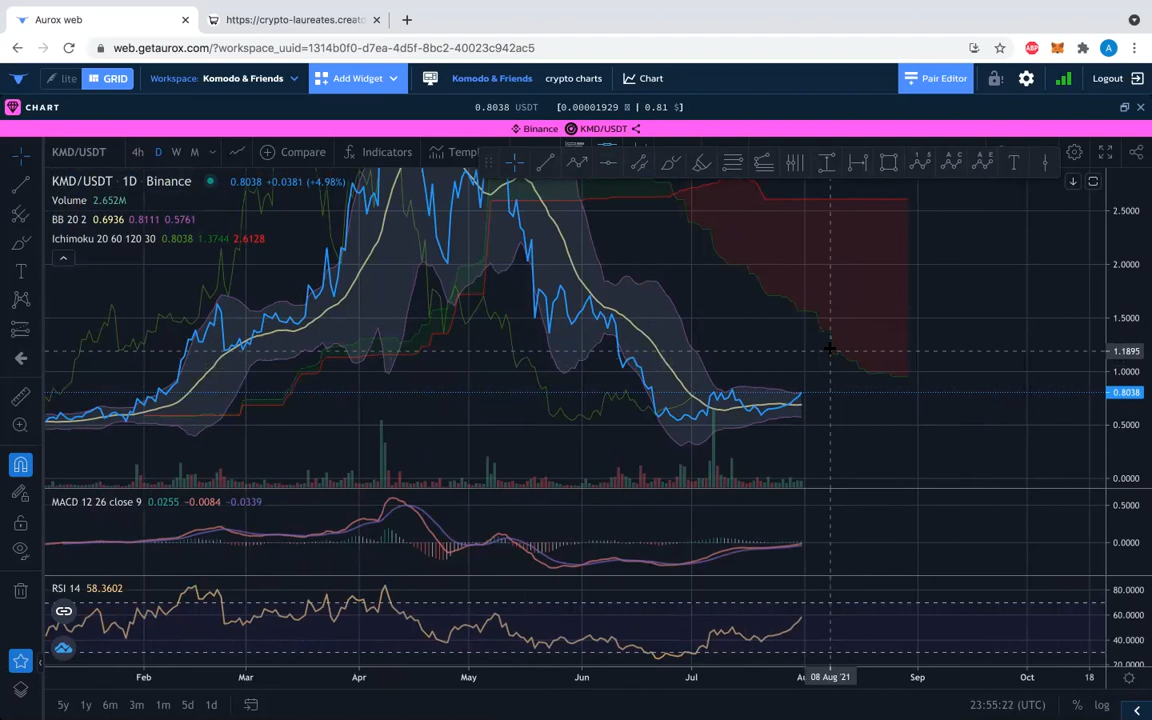 Aurox web
https://crypto-laureates.creato
web.getaurox.com/?workspace_uuid=1314b0f0-d7ea-4d5f-8bc2-40023c942ac5
ABP
A
lite
GRID
Workspace: Komodo & Friends
Add Widget
Komodo & Friends
crypto charts
Chart
Pair Editor
Logout
CHART
0.8038 USDT
| 0.81 $ ]
Binance
KMD/USDT
KMD/USDT
4h
D
W
M
Compare
Indicators
Templ
KMD/USDT · 1D · Binance
0.8038 +0.0381 (+4.98%)
Volume 2.652M
BB 20 2 0.6936 0.8111 0.5761
Ichimoku 20 60 120 30 0.8038 1.3744 2.6128
2.5000
2.0000
1.5000
1.1895
1.0000
0.8038
0.5000
0.0000
MACD 12 26 close 9 0.0255 −0.0084 −0.0339
0.5000
0.0000
RSI 14 58.3602
80.0000
60.0000
40.0000
20.0000
Feb
Mar
Apr
May
Jun
Jul
08 Aug '21
Sep
Oct
18
5y
1y
6m
3m
1m
5d
1d
23:55:22 (UTC)
%
log